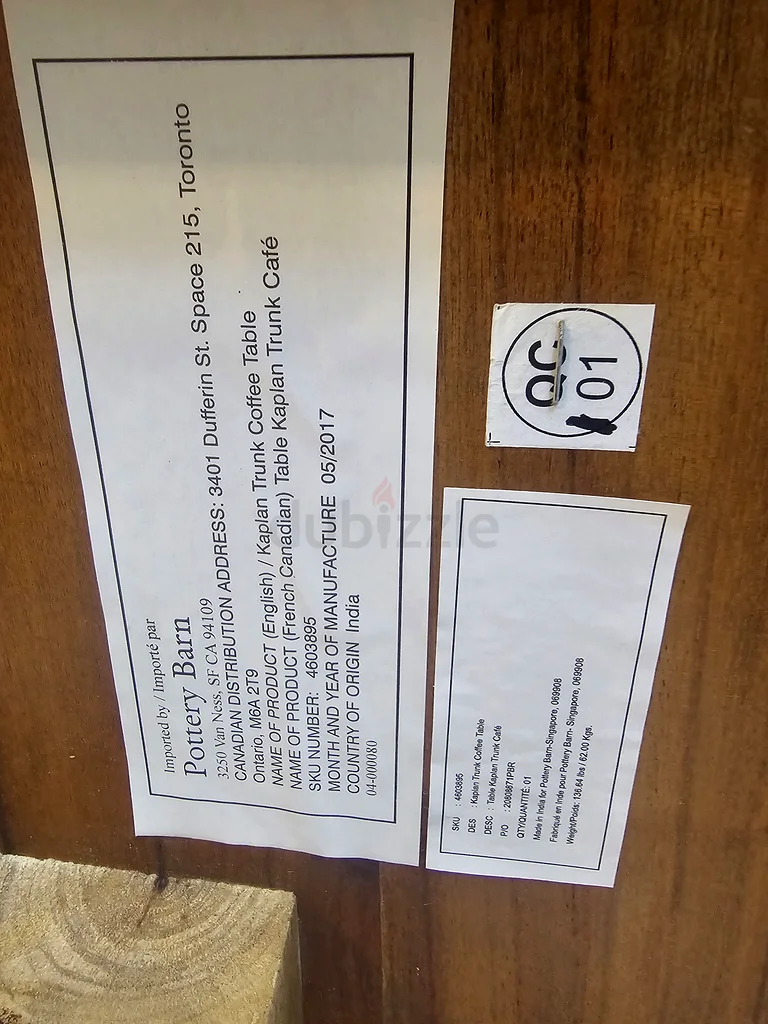 Imported by / Importé par
Pottery Barn
3250 Van Ness, SF CA 94109
CANADIAN DISTRIBUTION ADDRESS: 3401 Dufferin St. Space 215, Toronto
Ontario, M6A 2T9
NAME OF PRODUCT (English) / Kaplan Trunk Coffee Table
NAME OF PRODUCT (French Canadian) Table Kaplan Trunk Café
SKU NUMBER: 4603895
MONTH AND YEAR OF MANUFACTURE 05/2017
COUNTRY OF ORIGIN India
04-000080
QC
01
SKU : 4603895
DES : Kaplan Trunk Coffee Table
DESC : Table Kaplan Trunk Café
P/O : 20808871PBR
QTY/QUANTITÉ: 01
Made in India for Pottery Barn-Singapore, 069908
Fabriqué en Inde pour Pottery Barn- Singapore, 069908
Weight/Poids: 136.64 lbs / 62.00 Kgs.
dubizzle